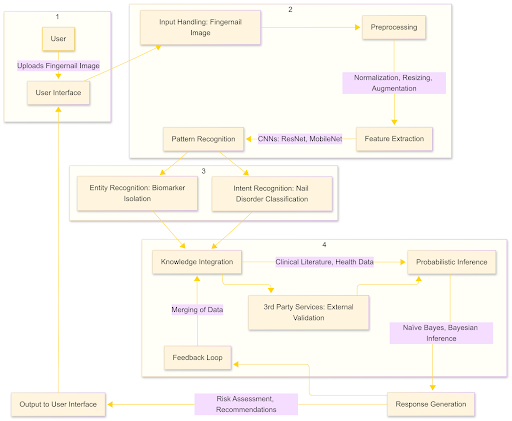 1
User
Uploads Fingernail Image
User Interface
2
Input Handling: Fingernail
Image
Preprocessing
Normalization, Resizing,
Augmentation
Feature Extraction
CNNs: ResNet, MobileNet
Pattern Recognition
3
Entity Recognition: Biomarker
Isolation
Intent Recognition: Nail
Disorder Classification
4
Knowledge Integration
Clinical Literature, Health Data
Probabilistic Inference
3rd Party Services: External
Validation
Merging of Data
Naïve Bayes, Bayesian
Inference
Feedback Loop
Response Generation
Risk Assessment,
Recommendations
Output to User Interface